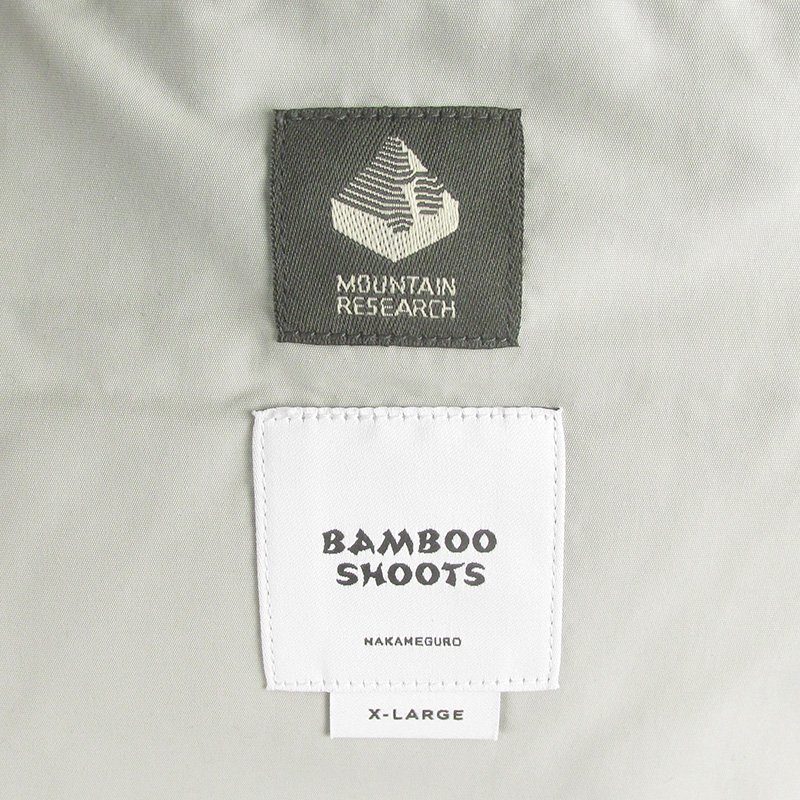 MOUNTAIN
RESEARCH
BAMBOO
SHOOTS
NAKAMEGURO
X-LARGE